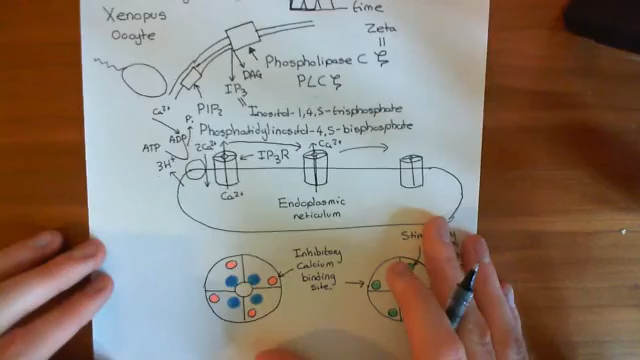 Xenopus
Oocyte
time
Zeta
=
Phospholipase C ζ
PLC ζ
DAG
IP3
PIP2
Inositol-1,4,5-trisphosphate
Phosphatidylinositol-4,5-bisphosphate
Ca2+
Pi
ADP
ATP
3H+
2Ca2+
IP3R
Ca2+
Ca2+
Endoplasmic
reticulum
Inhibitory
Calcium
binding
site.